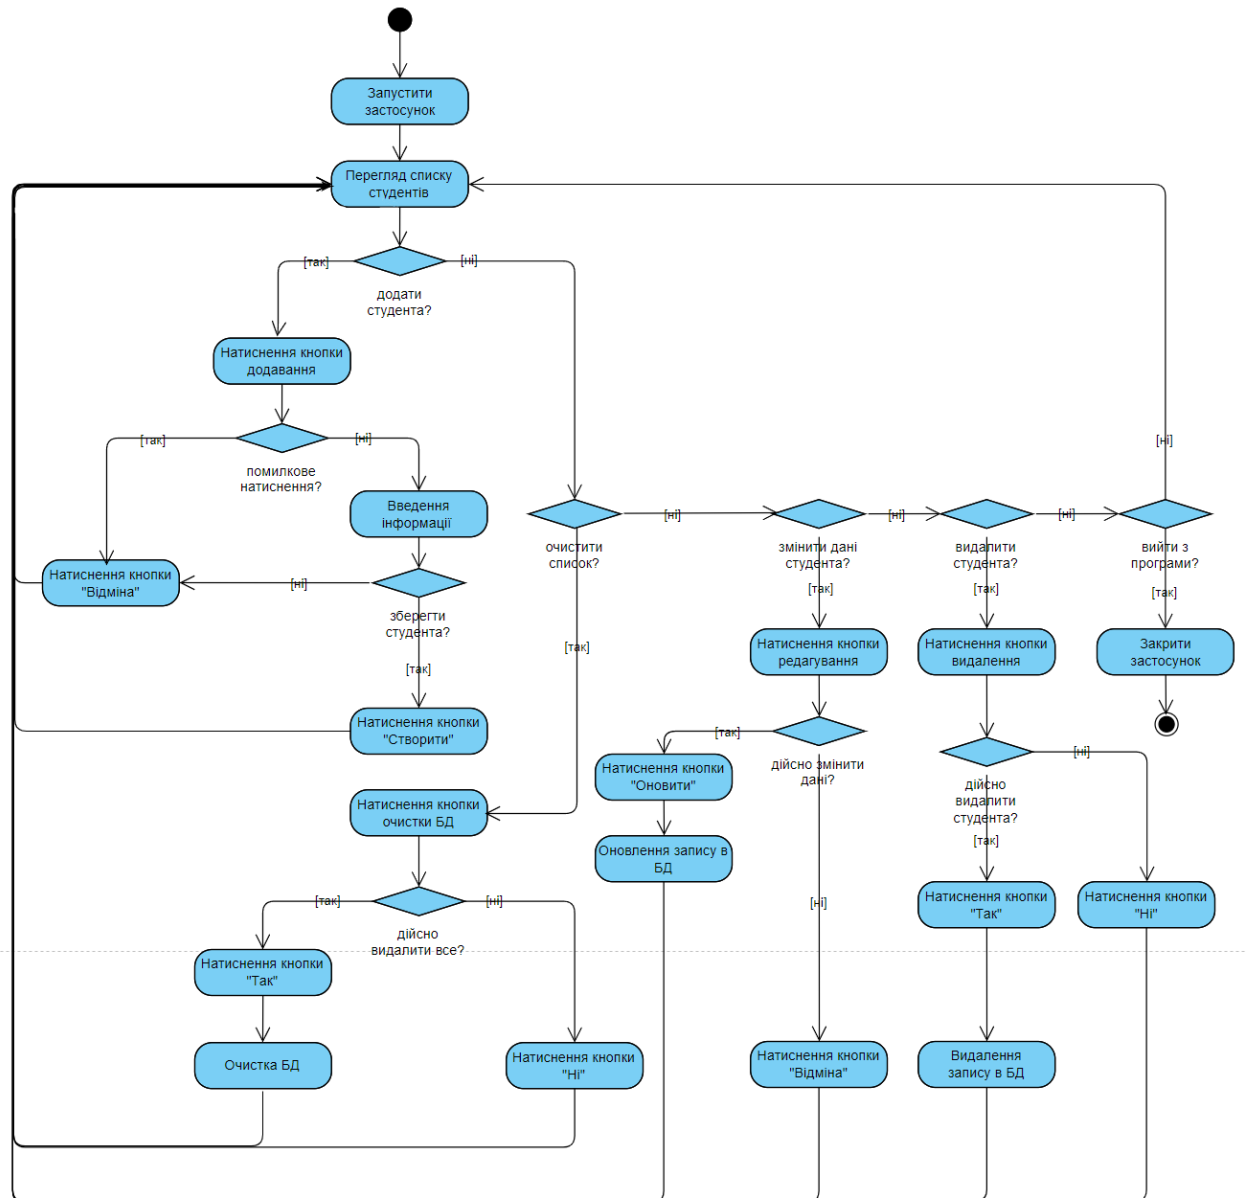 Запустити
застосунок
Перегляд списку
студентів
[так]
[ні]
додати
студента?
Натиснення кнопки
додавання
[так]
[ні]
помилкове
натиснення?
Введення
інформації
[ні]
очистити
список?
[ні]
змінити дані
студента?
[ні]
видалити
студента?
[ні]
вийти з
програми?
Натиснення кнопки
"Відміна"
[ні]
зберегти
студента?
[так]
[так]
[так]
[так]
[так]
Натиснення кнопки
редагування
Натиснення кнопки
видалення
Закрити
застосунок
Натиснення кнопки
"Створити"
[так]
дійсно змінити
дані?
[ні]
дійсно
видалити
студента?
[так]
Натиснення кнопки
"Оновити"
Натиснення кнопки
очистки БД
Оновлення запису в
БД
[так]
[ні]
дійсно
видалити все?
[ні]
Натиснення кнопки
"Так"
Натиснення кнопки
"Ні"
Натиснення кнопки
"Так"
Очистка БД
Натиснення кнопки
"Ні"
Натиснення кнопки
"Відміна"
Видалення
запису в БД